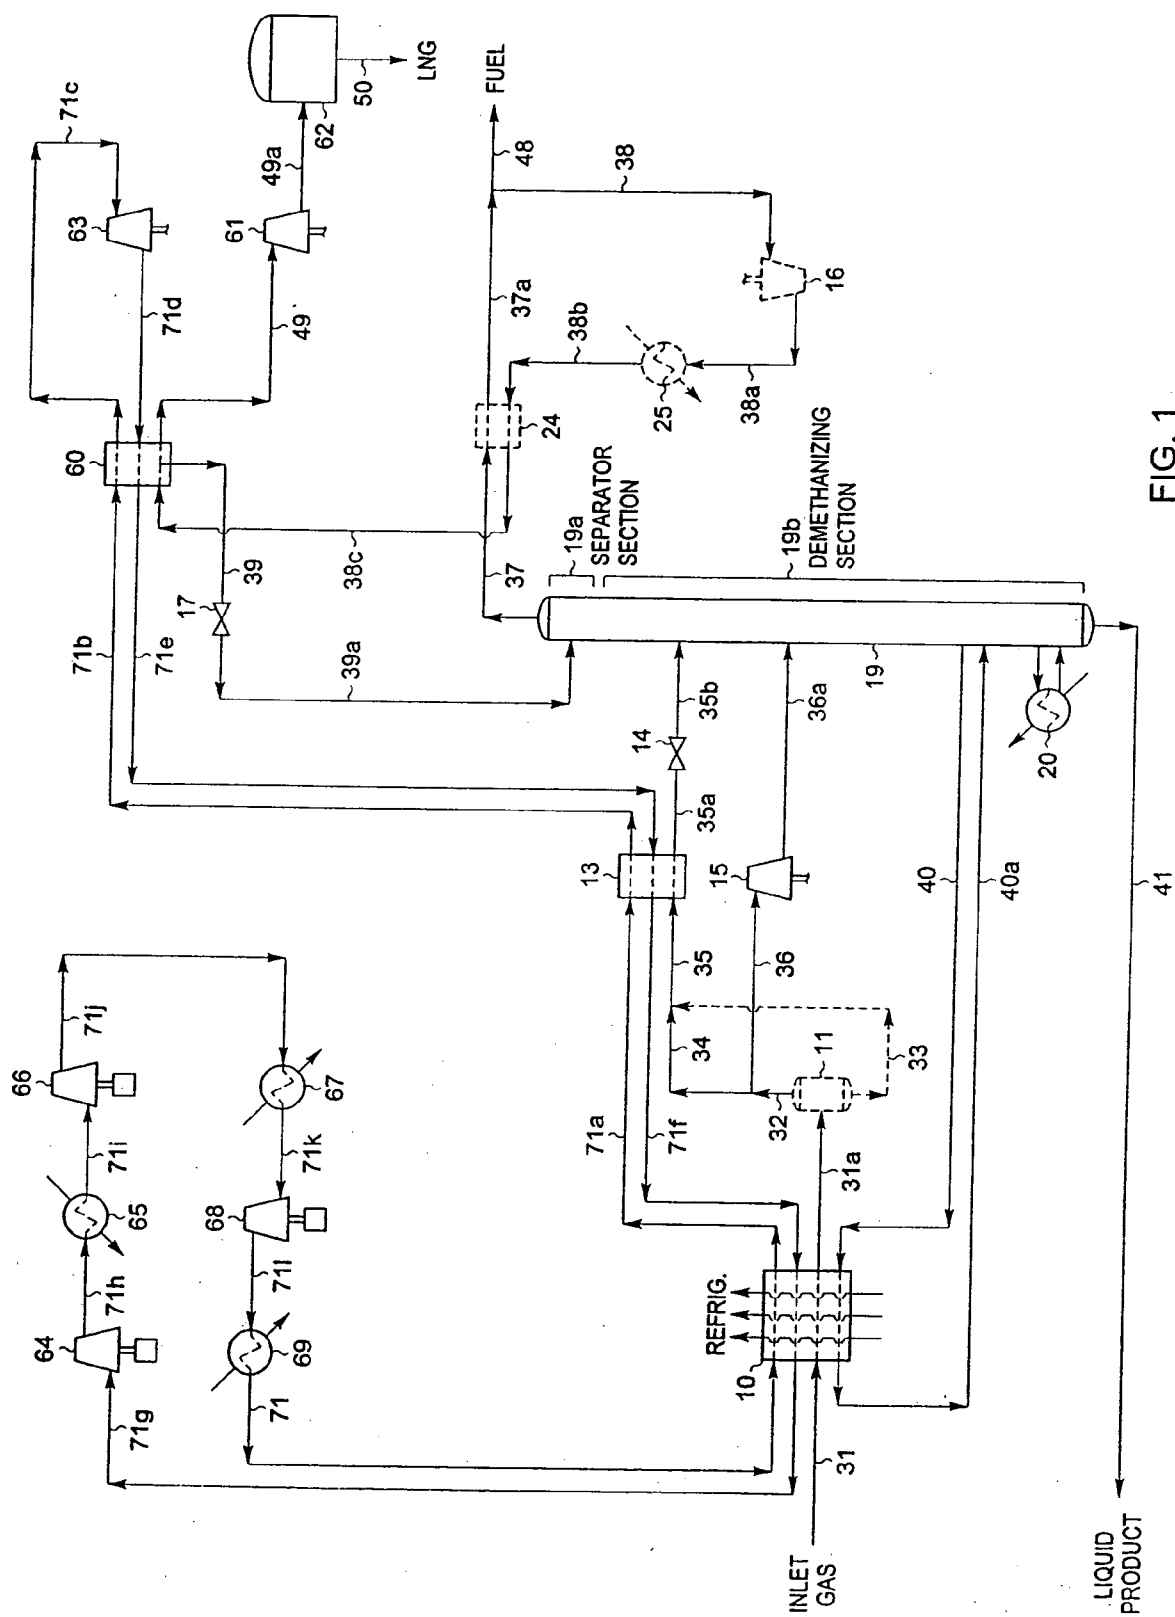 71g
64
71h
65
71i
66
71j
67
71k
68
71l
69
71
71b
71e
60
71c
63
71d
49
61
49a
62
50
LNG
39
17
39a
38c
37
37a
48
FUEL
38
16
38a
25
38b
24
19a
SEPARATOR
SECTION
19b
DEMETHANIZING
SECTION
71a
71f
13
35
35a
14
35b
34
36
15
36a
33
11
32
31a
REFRIG.
10
31
INLET
GAS
19
20
40
40a
41
LIQUID
PRODUCT
FIG. 1